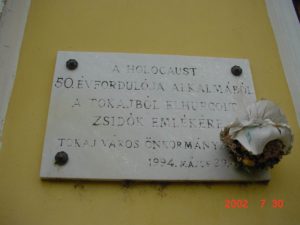 A HOLOCAUST
50. ÉVFORDULÓJA ALKALMÁBÓL
A TOKAJBÓL ELHURCOLT
ZSIDÓK EMLÉKÉRE
TOKAJ VÁROS
1994.
2002 7 30